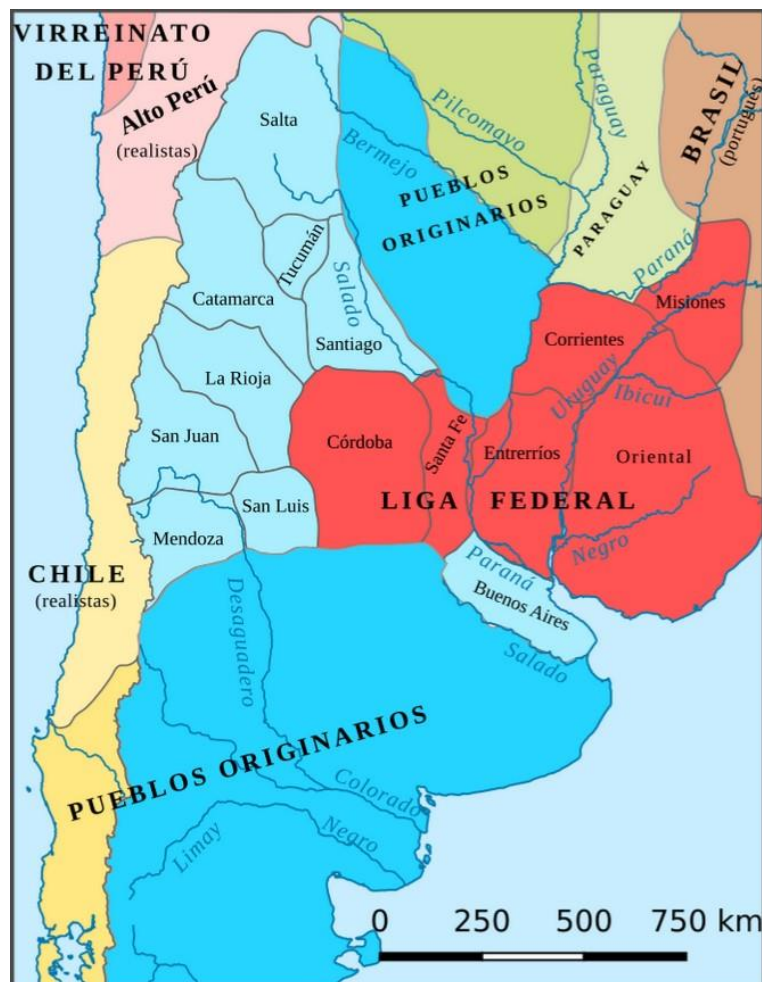 VIRREINATO
DEL PERÚ
Alto Perú
(realistas)
Salta
Pilcomayo
Paraguay
BRASIL
(portugués)
Bermejo
PUEBLOS
ORIGINARIOS
PARAGUAY
Tucumán
Salado
Paraná
Catamarca
Misiones
Santiago
Corrientes
La Rioja
Uruguay
Ibicui
San Juan
Córdoba
Santa Fe
Entrerríos
Oriental
San Luis
LIGA FEDERAL
Mendoza
Negro
CHILE
(realistas)
Desaguadero
Paraná
Buenos Aires
Salado
PUEBLOS ORIGINARIOS
Colorado
Negro
Limay
0 250 500 750 km